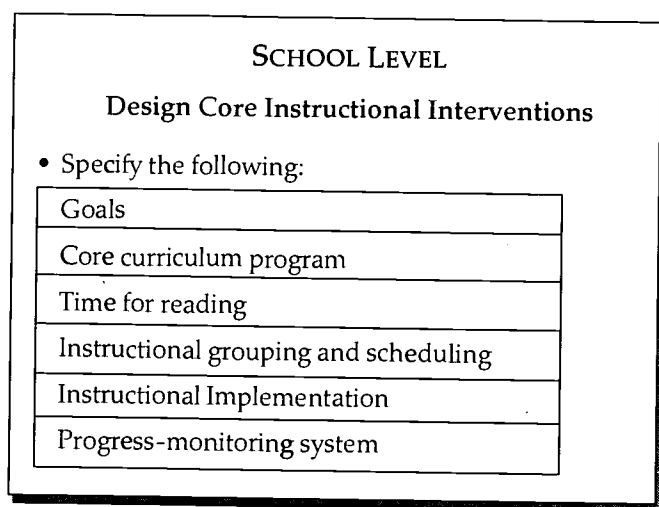 SCHOOL LEVEL
Design Core Instructional Interventions
• Specify the following:
Goals
Core curriculum program
Time for reading
Instructional grouping and scheduling
Instructional Implementation
Progress-monitoring system